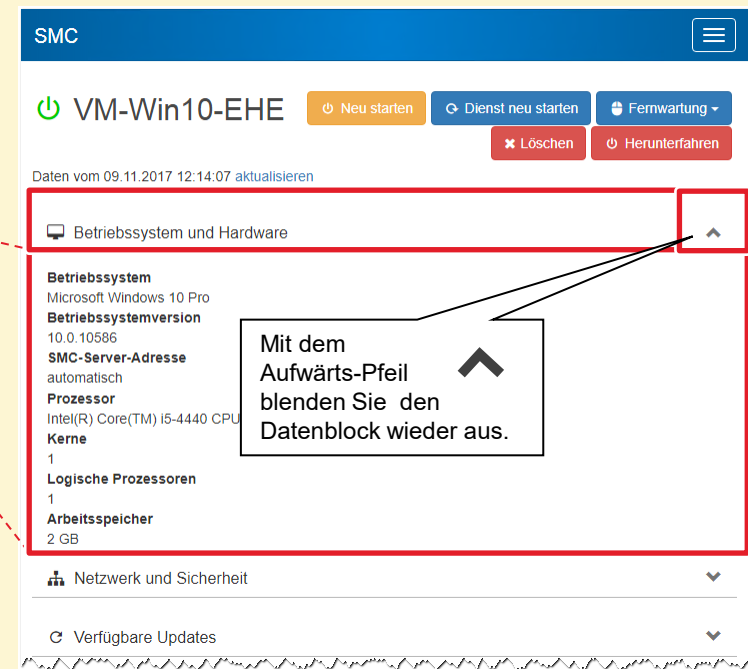 SMC
VM-Win10-EHE
Neu starten
Dienst neu starten
Fernwartung
Löschen
Herunterfahren
Daten vom 09.11.2017 12:14:07 aktualisieren
Betriebssystem und Hardware
Betriebssystem
Microsoft Windows 10 Pro
Betriebssystemversion
10.0.10586
SMC-Server-Adresse
automatisch
Prozessor
Intel(R) Core(TM) i5-4440 CPU
Kerne
1
Logische Prozessoren
1
Arbeitsspeicher
2 GB
Mit dem
Aufwärts-Pfeil
blenden Sie den
Datenblock wieder aus.
Netzwerk und Sicherheit
Verfügbare Updates